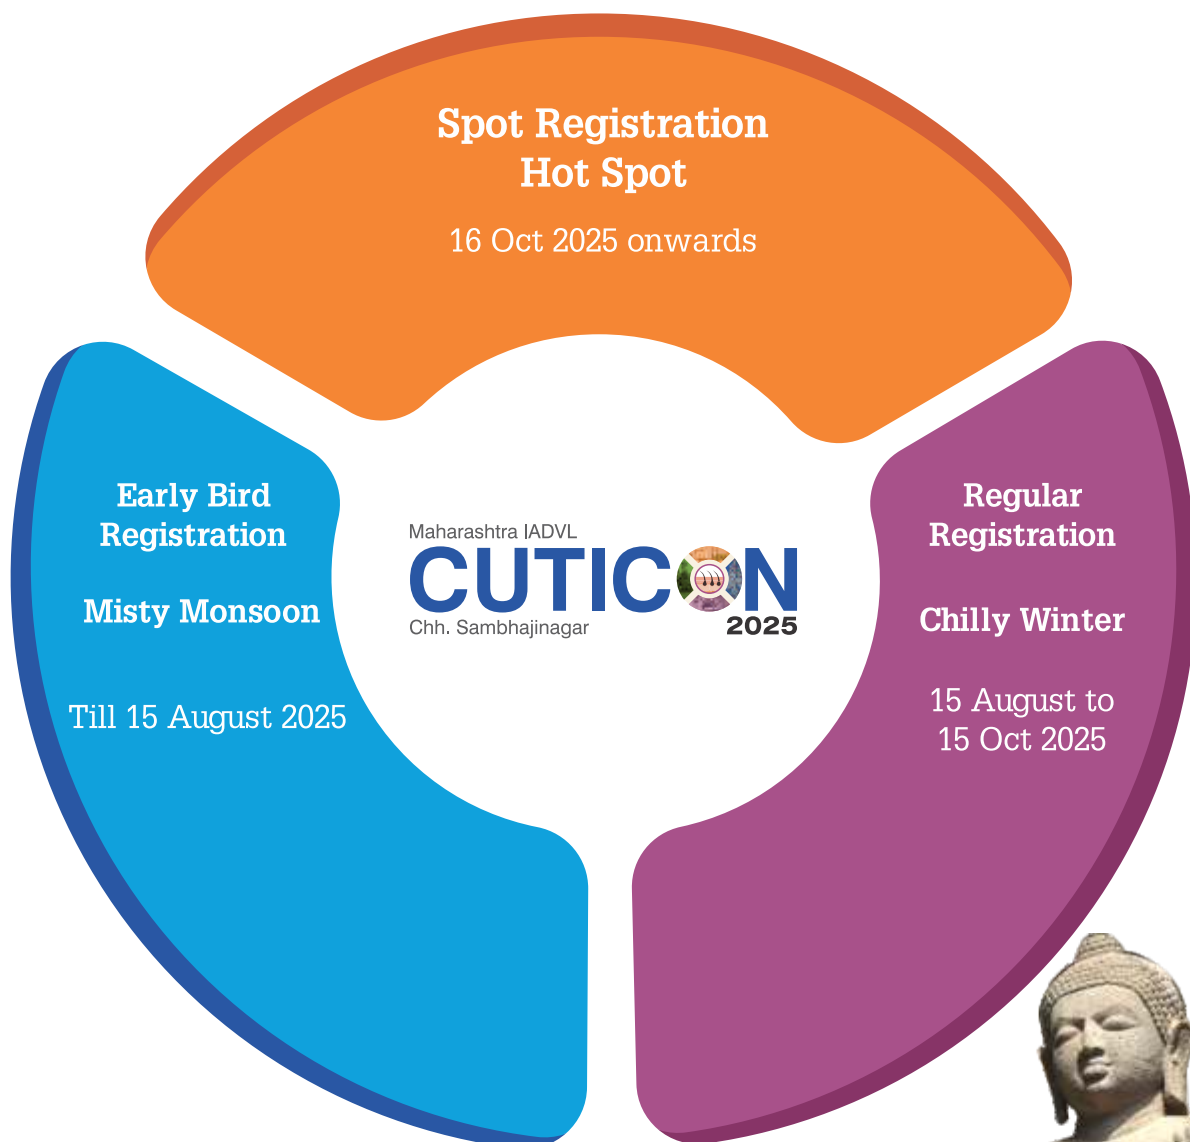 Spot Registration
Hot Spot
16 Oct 2025 onwards
Early Bird
Registration
Misty Monsoon
Till 15 August 2025
Maharashtra IADVL
CUTICON
Chh. Sambhajinagar
2025
Regular
Registration
Chilly Winter
15 August to
15 Oct 2025